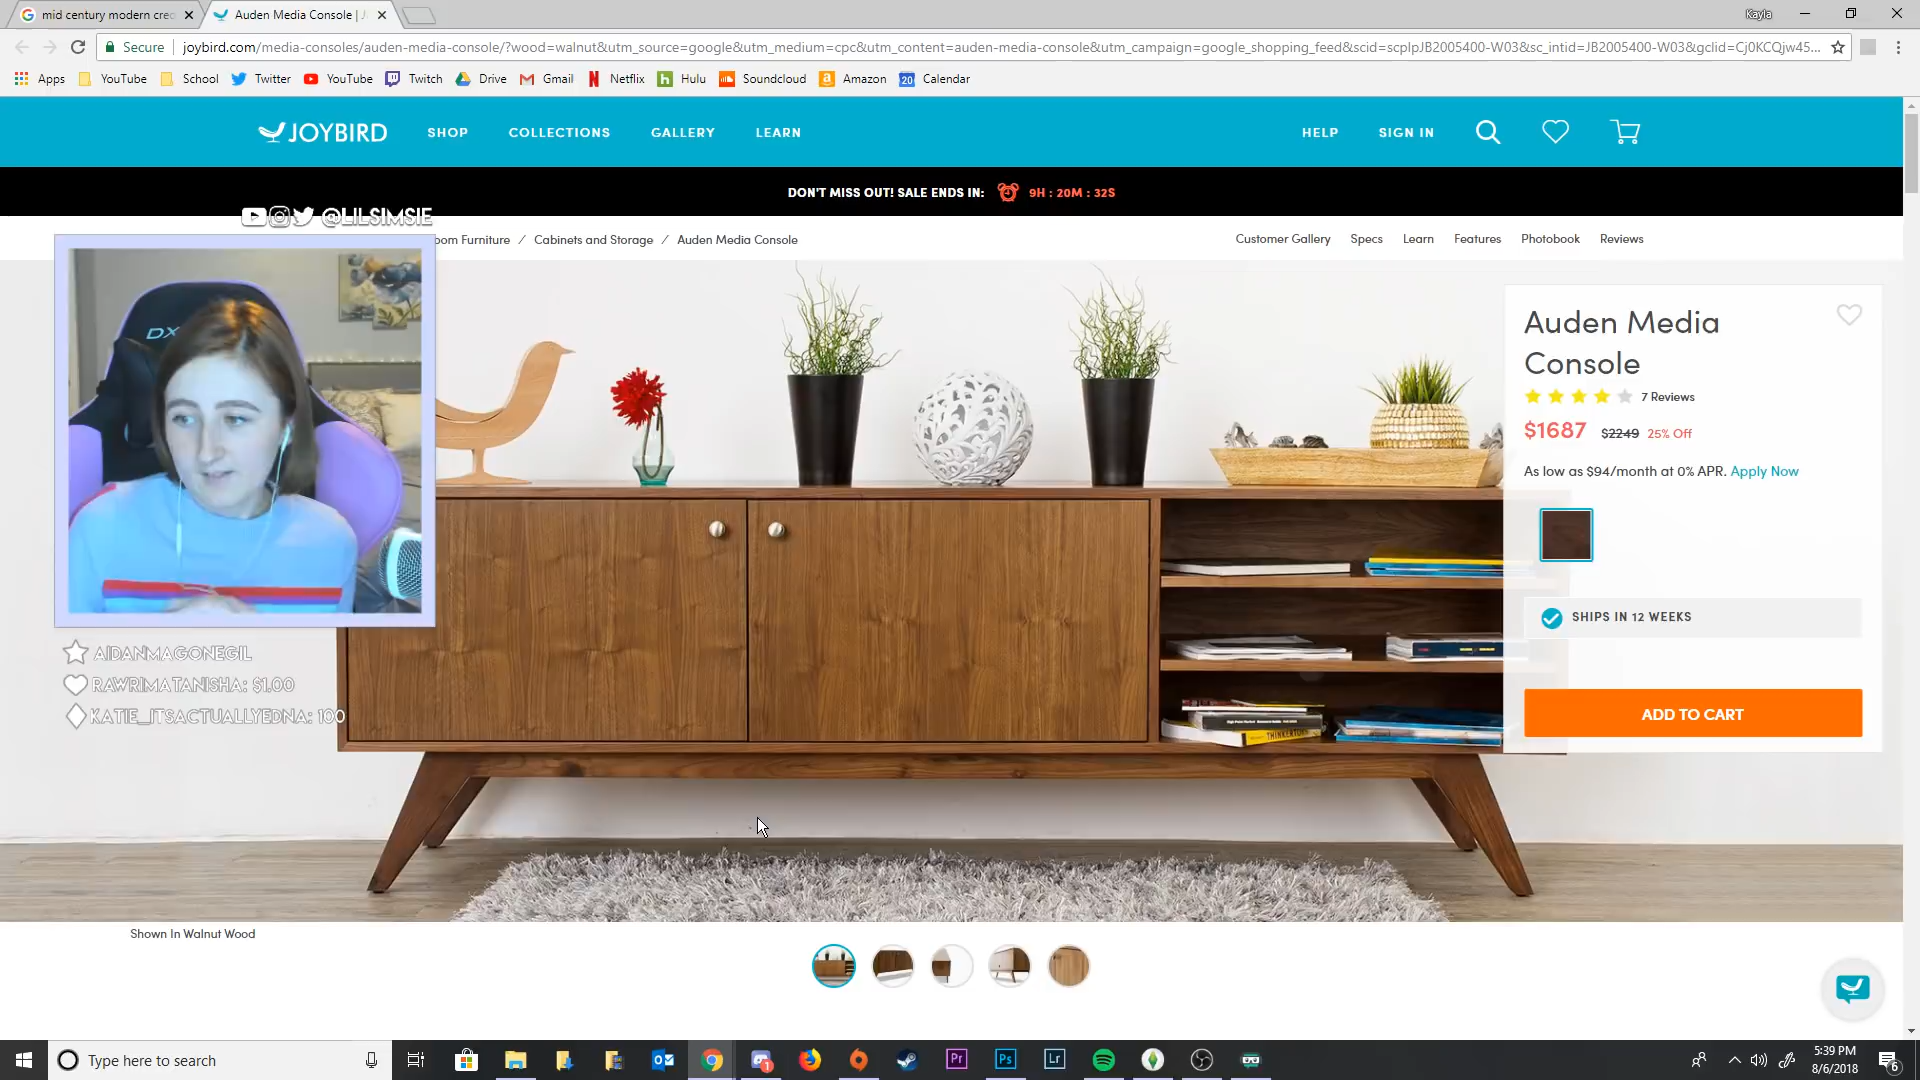 mid century modern cre
Auden Media Console | J
Kayla
Secure
joybird.com/media-consoles/auden-media-console/?wood=walnut&utm_source=google&utm_medium=cpc&utm_content=auden-media-console&utm_campaign=google_shopping_feed&scid=scplpJB2005400-W03&sc_intid=JB2005400-W03&gclid=Cj0KCQjw45...
Apps YouTube School Twitter YouTube Twitch Drive Gmail Netflix Hulu Soundcloud Amazon Calendar
JOYBIRD SHOP COLLECTIONS GALLERY LEARN HELP SIGN IN
DON'T MISS OUT! SALE ENDS IN: 9H : 20M : 32S
@LILSIMSIE
oom Furniture / Cabinets and Storage / Auden Media Console
Customer Gallery Specs Learn Features Photobook Reviews
DX
Auden Media
Console
7 Reviews
$1687 $2249 25% Off
As low as $94/month at 0% APR. Apply Now
SHIPS IN 12 WEEKS
ADD TO CART
AIDANMAGONEGIL
RAWRIMATANISHA: $1.00
KATIE_ITSACTUALLYEDNA: 100
Shown In Walnut Wood
Type here to search
Pr
Ps
Lr
5:39 PM
8/6/2018
6